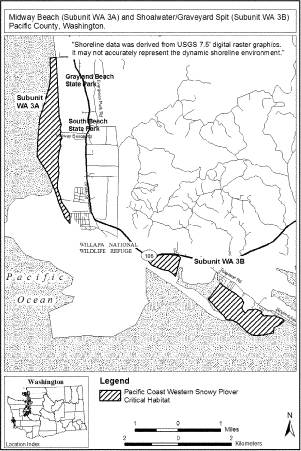 Midway Beach (Subunit WA 3A) and Shoalwater/Graveyard Spit (Subunit WA 3B)
Pacific County, Washington.
"Shoreline data was derived from USGS 7.5' digital raster graphics.
It may not accurately represent the dynamic shoreline environment."
Grayland Beach
State Park
Subunit
WA 3A
South Beach
State Park
WILLAPA NATIONAL
WILDLIFE REFUGE
105
Subunit WA 3B
Pacific
Ocean
Washington
Location Index
Legend
Pacific Coast Western Snowy Plover
Critical Habitat
N
1 0 1
Miles
2 0 2
Kilometers